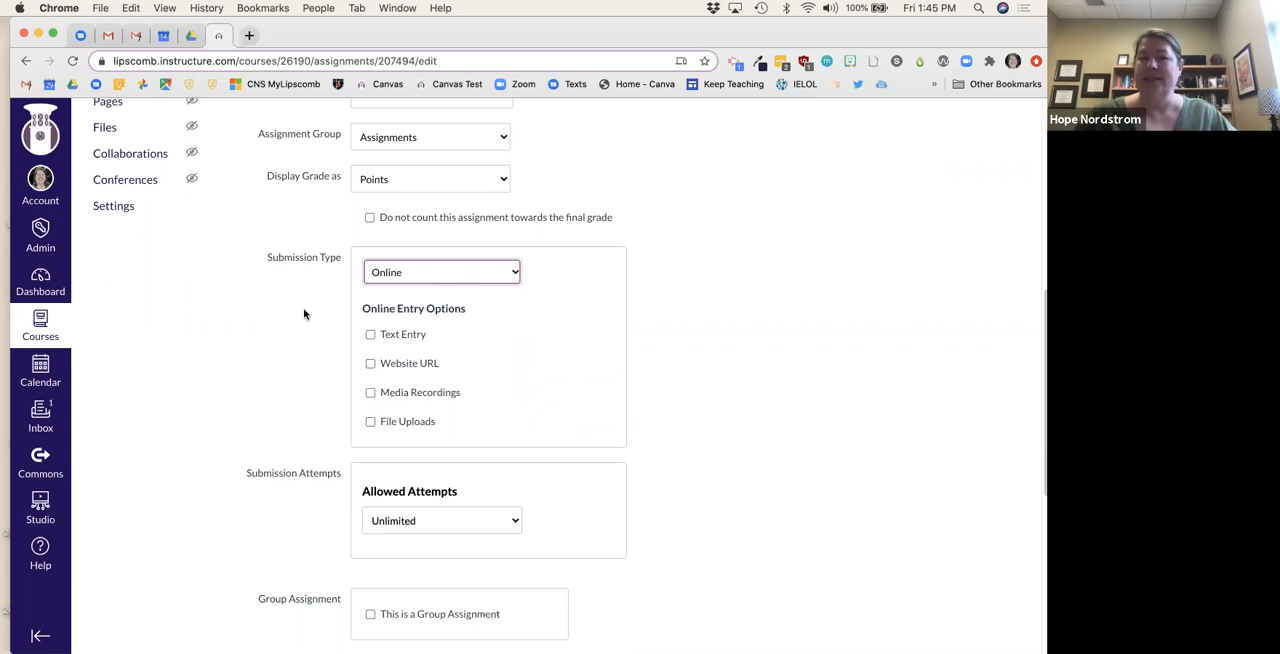 Chrome File Edit View History Bookmarks People Tab Window Help 100% Fri 1:45 PM
lipscomb.instructure.com/courses/26190/assignments/207494/edit
CNS MyLipscomb Canvas Canvas Test Zoom Texts Home - Canva Keep Teaching IELOL » Other Bookmarks
Hope Nordstrom
Pages
Files
Collaborations
Conferences
Settings
Account
Admin
Dashboard
Courses
Calendar
1
Inbox
Commons
Studio
Help
Assignment Group Assignments
Display Grade as Points
Do not count this assignment towards the final grade
Submission Type Online
Online Entry Options
Text Entry
Website URL
Media Recordings
File Uploads
Submission Attempts Allowed Attempts
Unlimited
Group Assignment This is a Group Assignment